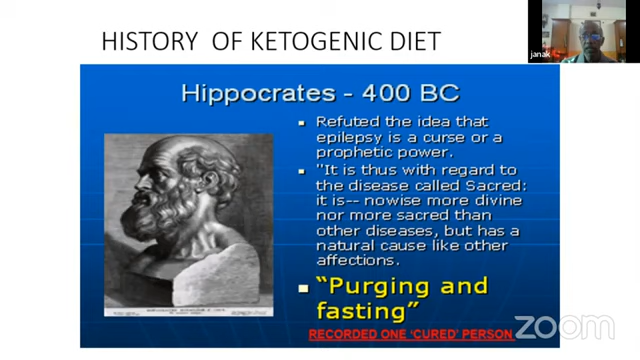 HISTORY OF KETOGENIC DIET
janak
Hippocrates - 400 BC
Refuted the idea that
epilepsy is a curse or a
prophetic power.
"It is thus with regard to
the disease called Sacred:
it is-- nowise more divine
nor more sacred than
other diseases, but has a
natural cause like other
affections.
“Purging and
fasting”
RECORDED ONE ‘CURED’ PERSON
zoom